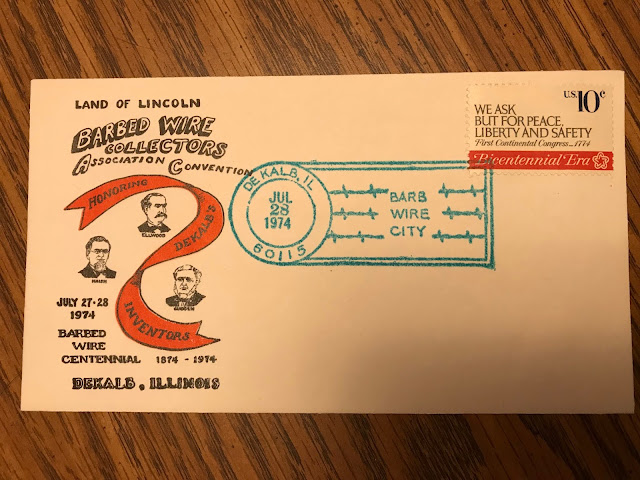 LAND OF LINCOLN
BARBED WIRE
COLLECTORS
ASSOCIATION CONVENTION
HONORING
DEKALB'S
INVENTORS
ELLWOOD
HAISH
GLIDDEN
JULY 27-28
1974
BARBED
WIRE
CENTENNIAL 1874-1974
DEKALB, ILLINOIS
DE KALB, IL
JUL
28
1974
60115
BARB
WIRE
CITY
U.S. 10c
WE ASK
BUT FOR PEACE,
LIBERTY AND SAFETY
First Continental Congress...1774
Bicentennial Era